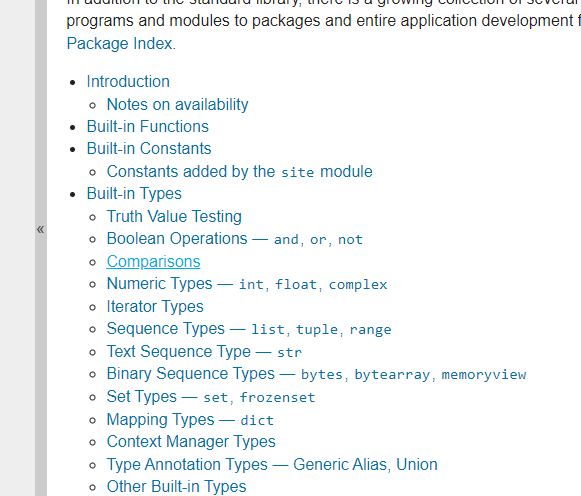 In addition to the standard library, there is a growing collection of several
programs and modules to packages and entire application development f
Package Index.
• Introduction
◦ Notes on availability
• Built-in Functions
• Built-in Constants
◦ Constants added by the site module
• Built-in Types
◦ Truth Value Testing
◦ Boolean Operations — and, or, not
◦ Comparisons
◦ Numeric Types — int, float, complex
◦ Iterator Types
◦ Sequence Types — list, tuple, range
◦ Text Sequence Type — str
◦ Binary Sequence Types — bytes, bytearray, memoryview
◦ Set Types — set, frozenset
◦ Mapping Types — dict
◦ Context Manager Types
◦ Type Annotation Types — Generic Alias, Union
◦ Other Built-in Types
«